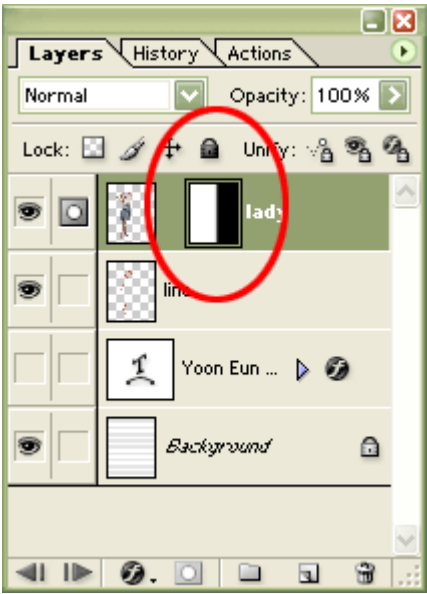 Layers History Actions
Normal Opacity: 100%
Lock: Unify:
lady
line
T Yoon Eun ...
Background